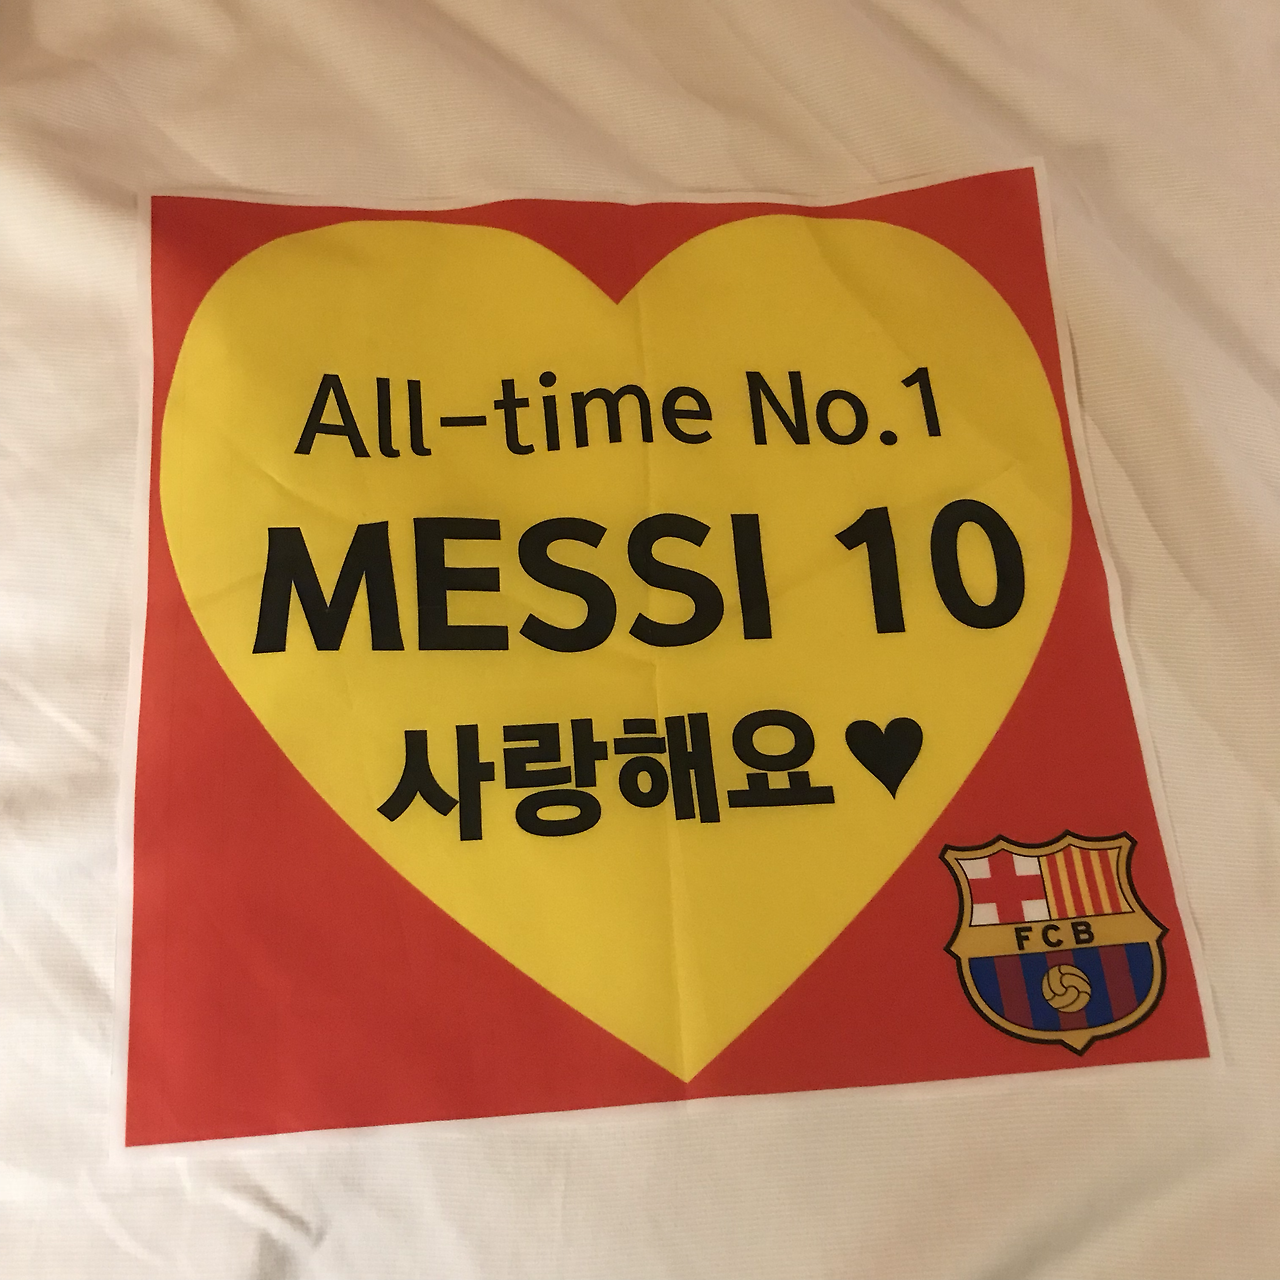 All-time No.1
MESSI 10
사랑해요♥
FCB